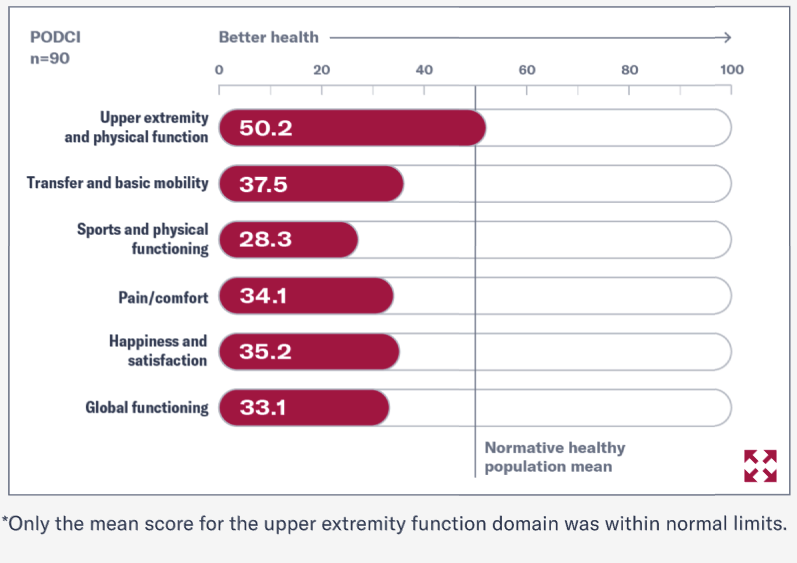 PODCI
n=90
Better health
0 20 40 60 80 100
Upper extremity
and physical function
50.2
Transfer and basic mobility
37.5
Sports and physical
functioning
28.3
Pain/comfort
34.1
Happiness and
satisfaction
35.2
Global functioning
33.1
Normative healthy
population mean
*Only the mean score for the upper extremity function domain was within normal limits.